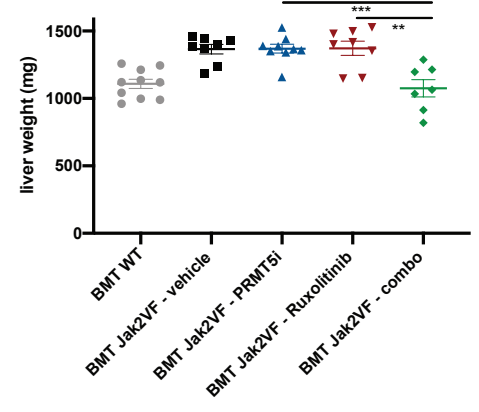 ***
**
liver weight (mg)
1500
1000
500
0
BMT WT
BMT Jak2VF - vehicle
BMT Jak2VF - PRMT5i
BMT Jak2VF - Ruxolitinib
BMT Jak2VF - combo